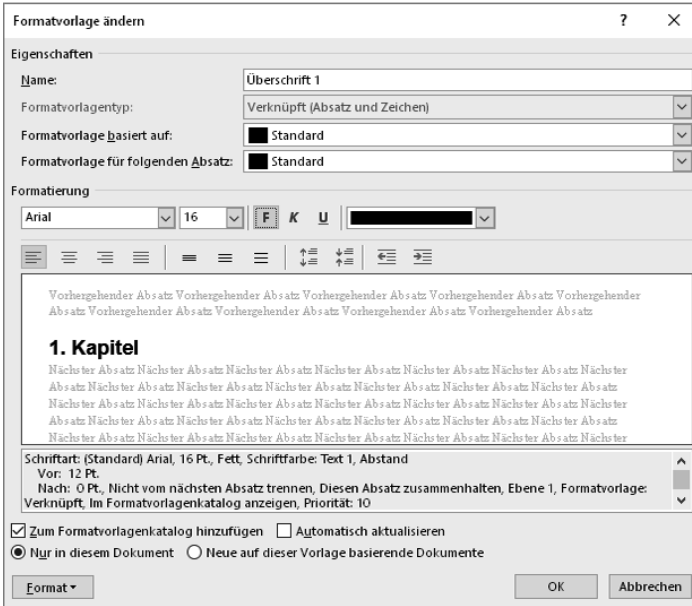 Formatvorlage ändern ? ✕
Eigenschaften
Name: Überschrift 1
Formatvorlagentyp: Verknüpft (Absatz und Zeichen)
Formatvorlage basiert auf: Standard
Formatvorlage für folgenden Absatz: Standard
Formatierung
Arial 16 F K U
Vorhergehender Absatz Vorhergehender Absatz Vorhergehender Absatz Vorhergehender Absatz Vorhergehender
Absatz Vorhergehender Absatz Vorhergehender Absatz Vorhergehender Absatz Vorhergehender Absatz
1. Kapitel
Nächster Absatz Nächster Absatz Nächster Absatz Nächster Absatz Nächster Absatz Nächster Absatz Nächster
Absatz Nächster Absatz Nächster Absatz Nächster Absatz Nächster Absatz Nächster Absatz Nächster
Absatz Nächster Absatz Nächster Absatz Nächster Absatz Nächster Absatz Nächster Absatz Nächster
Absatz Nächster Absatz Nächster Absatz Nächster Absatz Nächster Absatz Nächster Absatz Nächster
Absatz Nächster Absatz Nächster Absatz Nächster Absatz Nächster Absatz Nächster Absatz Nächster
Schriftart: (Standard) Arial, 16 Pt., Fett, Schriftfarbe: Text 1, Abstand
Vor: 12 Pt.
Nach: 0 Pt., Nicht vom nächsten Absatz trennen, Diesen Absatz zusammenhalten, Ebene 1, Formatvorlage:
Verknüpft, Im Formatvorlagenkatalog anzeigen, Priorität: 10
Zum Formatvorlagenkatalog hinzufügen Automatisch aktualisieren
Nur in diesem Dokument Neue auf dieser Vorlage basierende Dokumente
Format OK Abbrechen